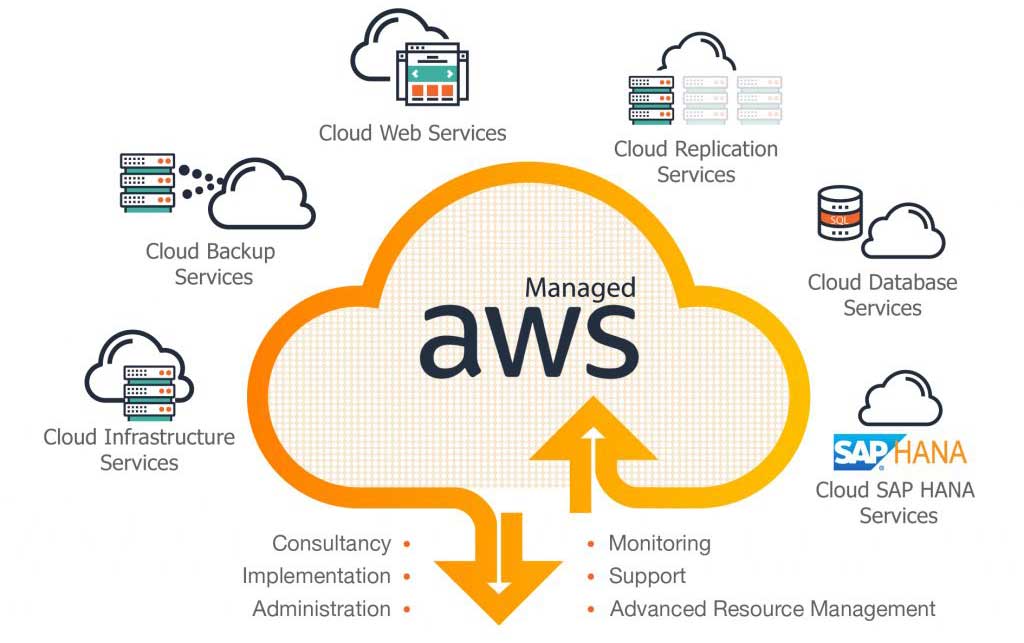 Cloud Web Services
Cloud Replication
Services
Cloud Backup
Services
SQL
Cloud Database
Services
Managed
aws
Cloud Infrastructure
Services
SAP HANA
Cloud SAP HANA
Services
Consultancy •
Implementation •
Administration •
• Monitoring
• Support
• Advanced Resource Management